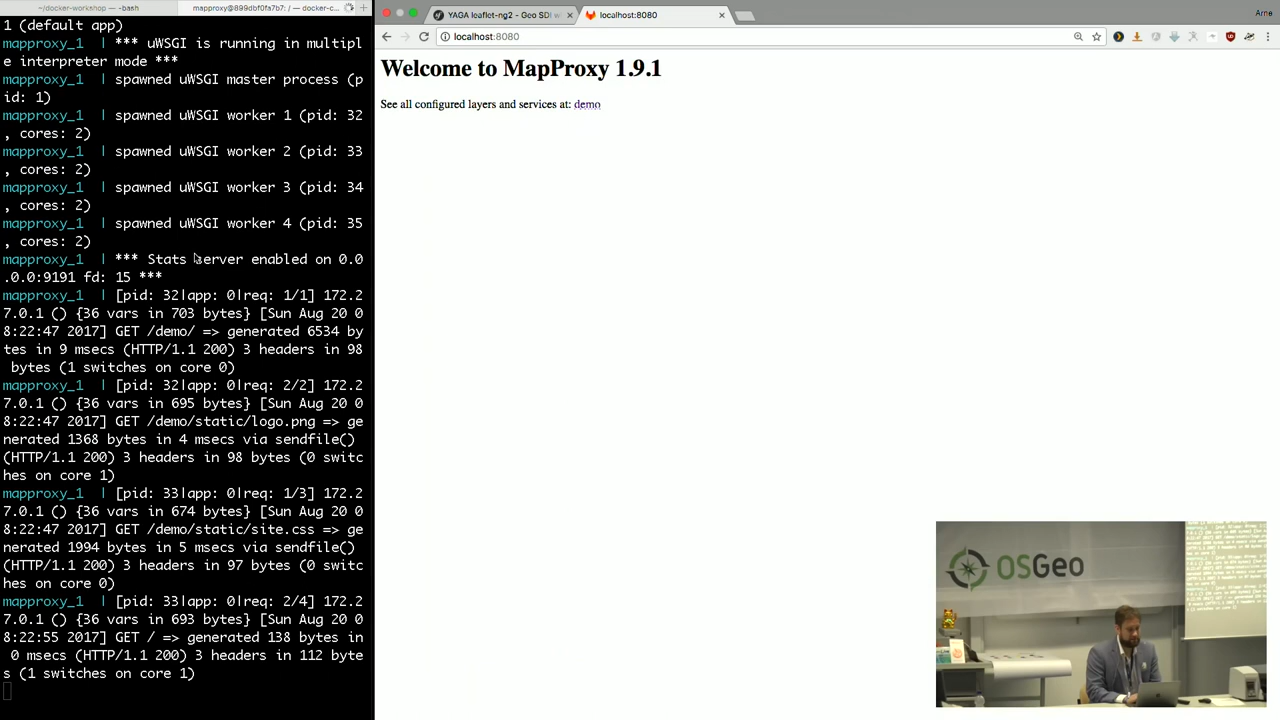 ~/docker-workshop — -bash
mapproxy@899dbf0fa7b7: / — docker-c...
1 (default app)
mapproxy_1  | *** uWSGI is running in multipl
e interpreter mode ***
mapproxy_1  | spawned uWSGI master process (p
id: 1)
mapproxy_1  | spawned uWSGI worker 1 (pid: 32
, cores: 2)
mapproxy_1  | spawned uWSGI worker 2 (pid: 33
, cores: 2)
mapproxy_1  | spawned uWSGI worker 3 (pid: 34
, cores: 2)
mapproxy_1  | spawned uWSGI worker 4 (pid: 35
, cores: 2)
mapproxy_1  | *** Stats server enabled on 0.0
.0.0:9191 fd: 15 ***
mapproxy_1  | [pid: 32|app: 0|req: 1/1] 172.2
7.0.1 () {36 vars in 703 bytes} [Sun Aug 20 0
8:22:47 2017] GET /demo/ => generated 6534 by
tes in 9 msecs (HTTP/1.1 200) 3 headers in 98
 bytes (1 switches on core 0)
mapproxy_1  | [pid: 32|app: 0|req: 2/2] 172.2
7.0.1 () {36 vars in 695 bytes} [Sun Aug 20 0
8:22:47 2017] GET /demo/static/logo.png => ge
nerated 1368 bytes in 4 msecs via sendfile()
(HTTP/1.1 200) 3 headers in 98 bytes (0 switc
hes on core 1)
mapproxy_1  | [pid: 33|app: 0|req: 1/3] 172.2
7.0.1 () {36 vars in 674 bytes} [Sun Aug 20 0
8:22:47 2017] GET /demo/static/site.css => ge
nerated 1994 bytes in 5 msecs via sendfile()
(HTTP/1.1 200) 3 headers in 97 bytes (0 switc
hes on core 0)
mapproxy_1  | [pid: 33|app: 0|req: 2/4] 172.2
7.0.1 () {36 vars in 693 bytes} [Sun Aug 20 0
8:22:55 2017] GET / => generated 138 bytes in
 0 msecs (HTTP/1.1 200) 3 headers in 112 byte
s (1 switches on core 1)
YAGA leaflet-ng2 - Geo SDI w
localhost:8080
Arne
localhost:8080
Welcome to MapProxy 1.9.1
See all configured layers and services at: demo
OSGeo